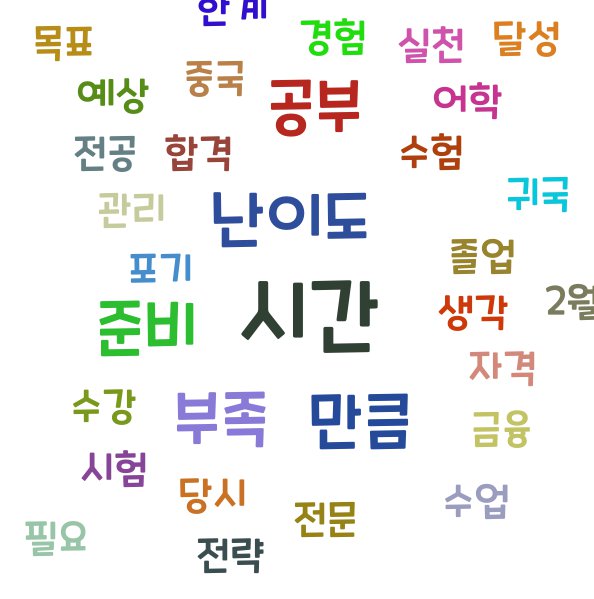 한계
목표
경험
실천
달성
중국
예상
공부
어학
전공
합격
수험
관리
난이도
귀국
포기
졸업
준비
시간
생각
2월
자격
수강
부족
만큼
금융
시험
당시
수업
전문
필요
전략